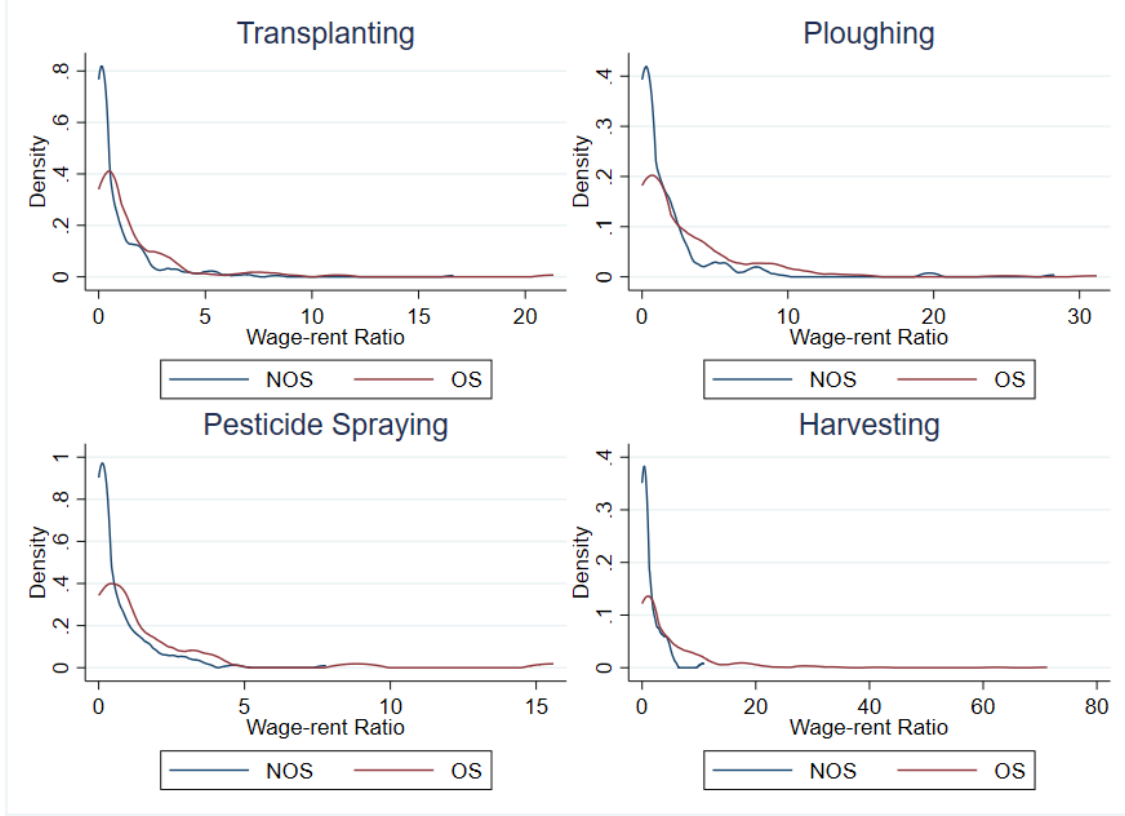 Transplanting
Density
.8
.6
.4
.2
0
0 5 10 15 20
Wage-rent Ratio
NOS OS
Ploughing
Density
.4
.3
.2
.1
0
0 10 20 30
Wage-rent Ratio
NOS OS
Pesticide Spraying
Density
1
.8
.6
.4
.2
0
0 5 10 15
Wage-rent Ratio
NOS OS
Harvesting
Density
.4
.3
.2
.1
0
0 20 40 60 80
Wage-rent Ratio
NOS OS